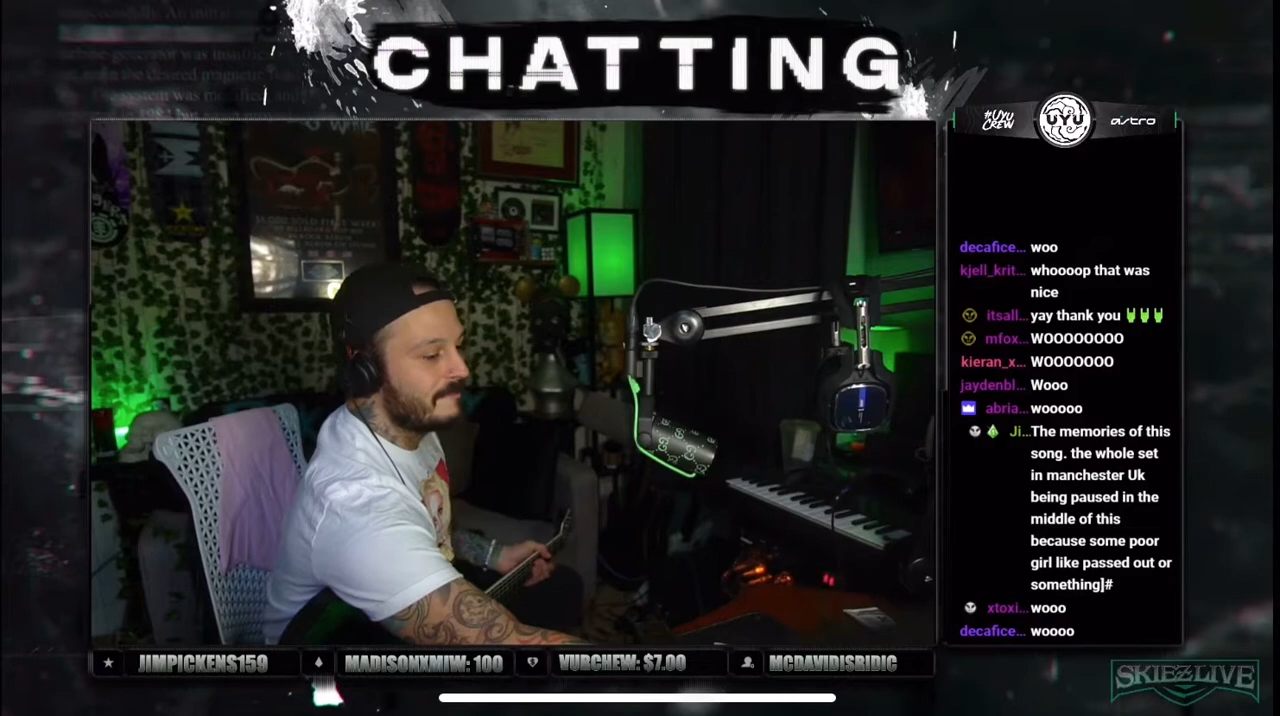 CHATTING
#UYU
CREW
UYU
astro
decafice... woo
kjell_krit... whoooop that was
nice
itsall... yay thank you
mfox... WOOOOOOOO
kieran_x... WOOOOOOO
jaydenbl... Wooo
abria... wooooo
Ji... The memories of this
song. the whole set
in manchester Uk
being paused in the
middle of this
because some poor
girl like passed out or
something]#
xtoxi... wooo
decafice... woooo
JIMPICKENS159
MADISONXMIW: 100
VURCHEW: $7.00
MCDAVIDISRIDIC
SKIEZLIVE